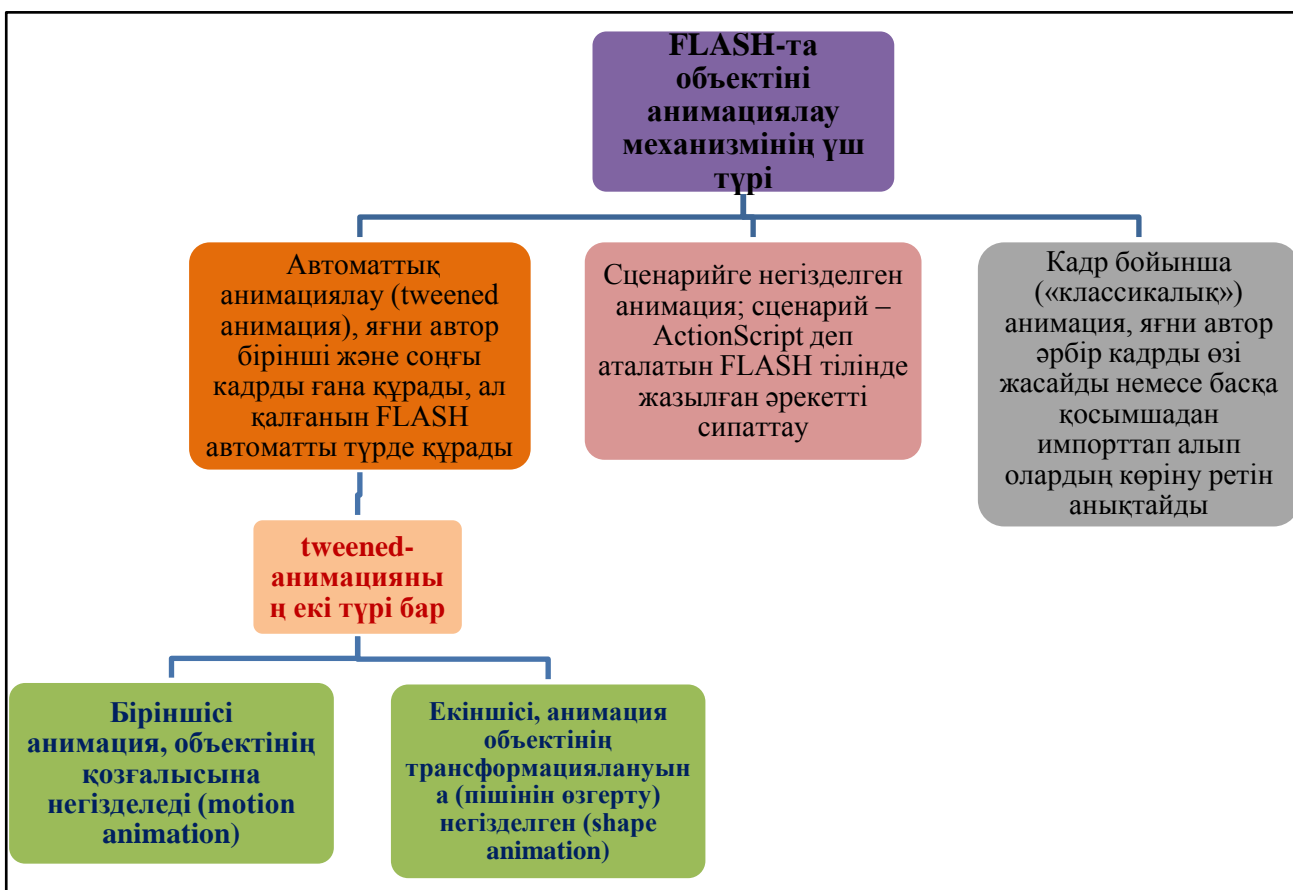 FLASH-та
объектіні
анимациялау
механизмінің үш
түрі
Автоматтық
анимациялау (tweened
анимация), яғни автор
бірінші және соңғы
кадрды ғана құрады, ал
қалғанын FLASH
автоматты түрде құрады
Сценарийге негізделген
анимация; сценарий –
ActionScript деп
аталатын FLASH тілінде
жазылған әрекетті
сипаттау
Кадр бойынша
(«классикалық»)
анимация, яғни автор
әрбір кадрды өзі
жасайды немесе басқа
қосымшадан
импорттап алып
олардың көріну ретін
анықтайды
tweened-
анимацияны
ң екі түрі бар
Біріншісі
анимация, объектінің
қозғалысына
негізделеді (motion
animation)
Екіншісі, анимация
объектінің
трансформациялануын
а (пішінін өзгерту)
негізделген (shape
animation)